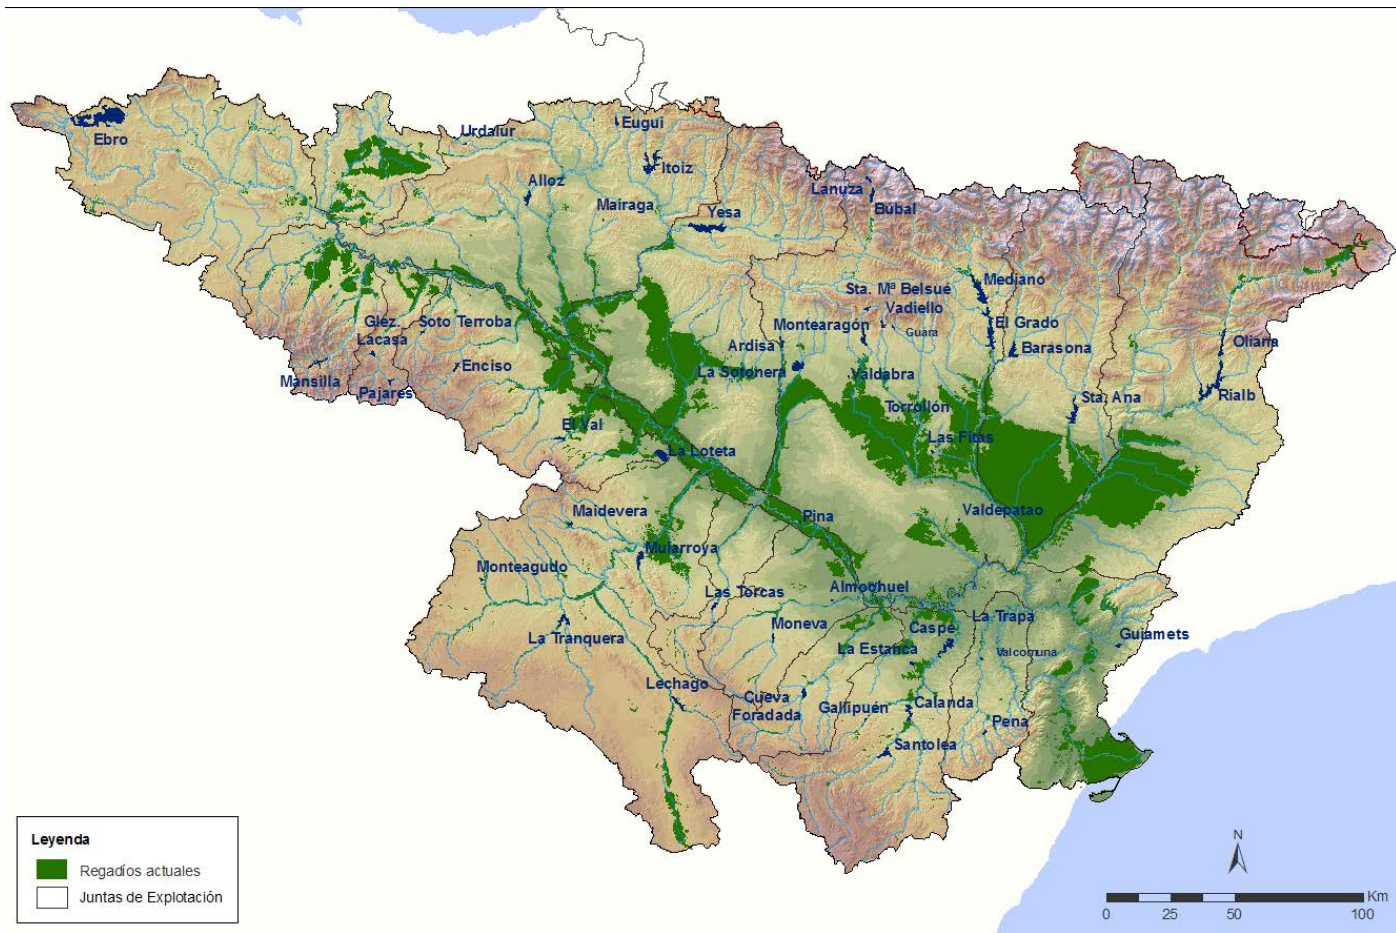 Ebro
Urdalur
Eugui
Itoiz
Alloz
Mairaga
Yesa
Lanuza
Búbal
Mediano
Sta. Mª Belsué
Vadiello
Guara
Montearagón
El Grado
Ardisa
Barasona
Oliana
Glez.
Lacasa
Soto Terroba
Enciso
Mansilla
Pajares
La Sotonera
Valdabra
Torrollón
Sta. Ana
Rialb
El Val
Las Fitas
La Loteta
Maidevera
Pina
Valdepatao
Mularroya
Monteagudo
Las Torcas
Almochuel
La Tranquera
Moneva
Caspe
La Trapa
Guiamets
La Estanca
Valcomuna
Lechago
Cueva
Foradada
Gallipuén
Calanda
Pena
Santolea
Leyenda
Regadíos actuales
Juntas de Explotación
N
Km
0 25 50 100